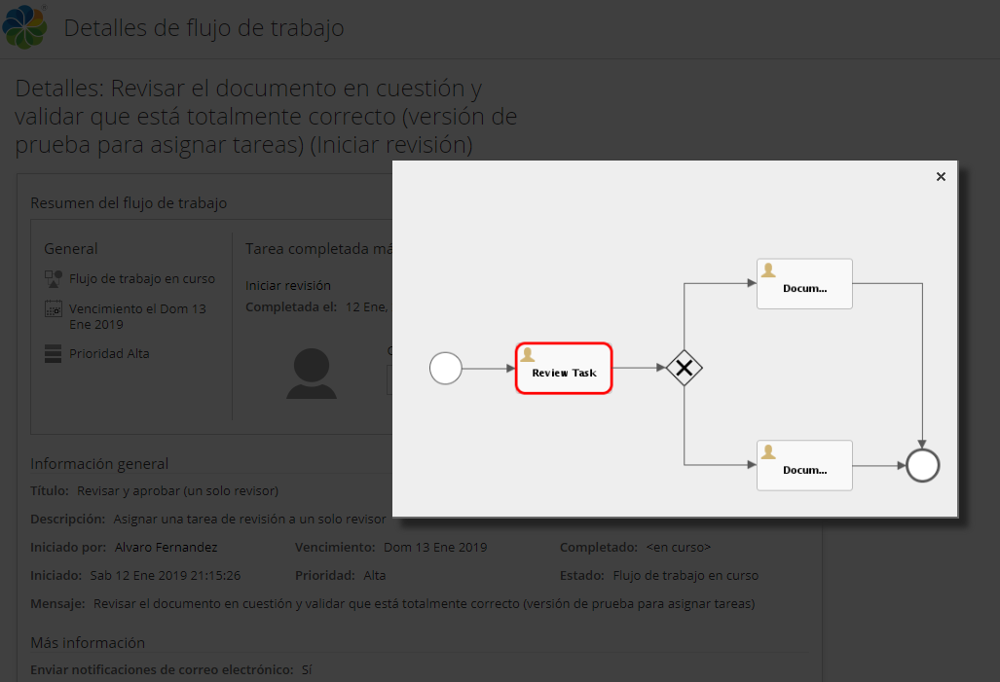 Detalles de flujo de trabajo
Detalles: Revisar el documento en cuestión y
validar que está totalmente correcto (versión de
prueba para asignar tareas) (Iniciar revisión)
Resumen del flujo de trabajo
General
Flujo de trabajo en curso
Vencimiento el Dom 13
Ene 2019
Prioridad Alta
Tarea completada má
Iniciar revisión
Completada el: 12 Ene,
Review Task
Docum...
Docum...
Información general
Título: Revisar y aprobar (un solo revisor)
Descripción: Asignar una tarea de revisión a un solo revisor
Iniciado por: Alvaro Fernandez Vencimiento: Dom 13 Ene 2019 Completado: <en curso>
Iniciado: Sab 12 Ene 2019 21:15:26 Prioridad: Alta Estado: Flujo de trabajo en curso
Mensaje: Revisar el documento en cuestión y validar que está totalmente correcto (versión de prueba para asignar tareas)
Más información
Enviar notificaciones de correo electrónico: Sí